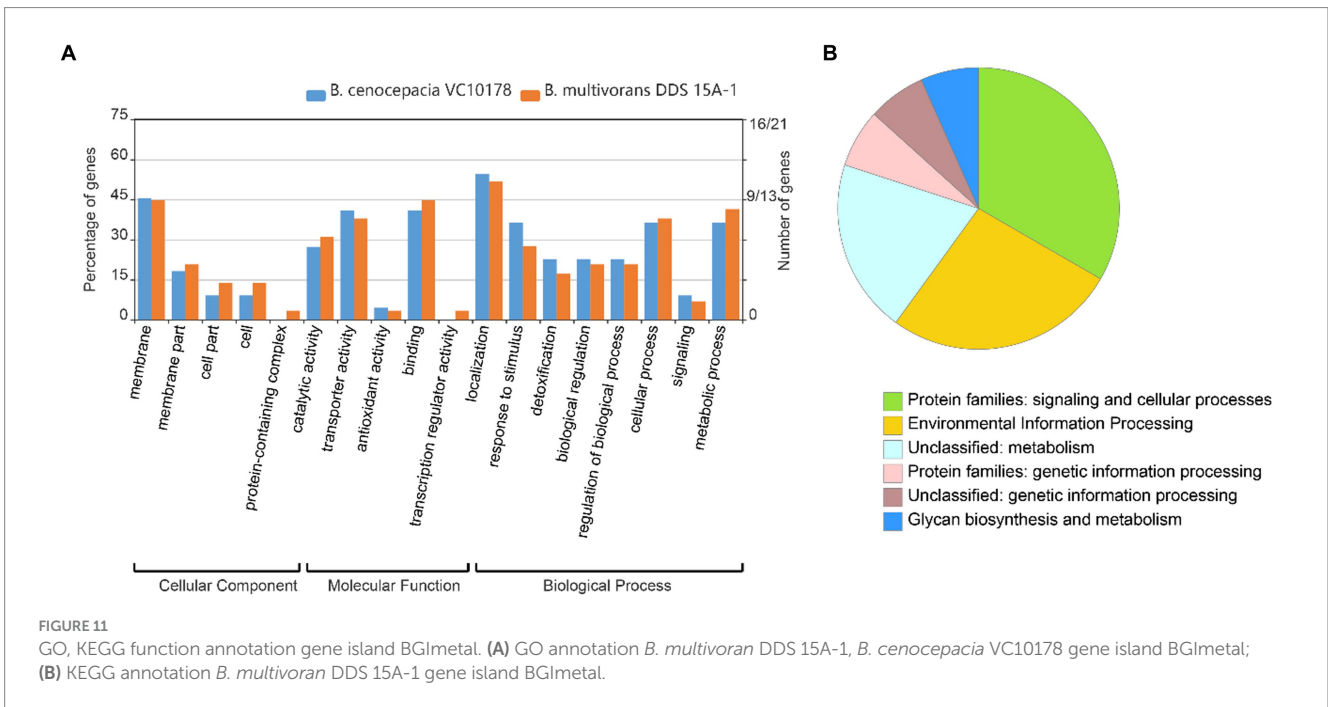 A
B. cenocepacia VC10178 B. multivorans DDS 15A-1
Percentage of genes
75
60
45
30
15
0
16/21
9/13
0
Number of genes
membrane
membrane part
cell part
cell
protein-containing complex
catalytic activity
transporter activity
antioxidant activity
binding
transcription regulator activity
localization
response to stimulus
detoxification
biological regulation
regulation of biological process
cellular process
signaling
metabolic process
Cellular Component
Molecular Function
Biological Process
B
Protein families: signaling and cellular processes
Environmental Information Processing
Unclassified: metabolism
Protein families: genetic information processing
Unclassified: genetic information processing
Glycan biosynthesis and metabolism
FIGURE 11
GO, KEGG function annotation gene island BGImetal. (A) GO annotation B. multivoran DDS 15A-1, B. cenocepacia VC10178 gene island BGImetal;
(B) KEGG annotation B. multivoran DDS 15A-1 gene island BGImetal.